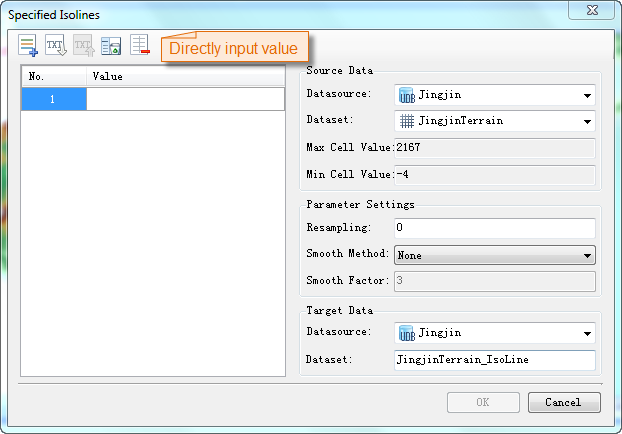 Specified Isolines
TXT TXT
Directly input value
No. Value
1
Source Data
Datasource: UDB Jingjin
Dataset: JingjinTerrain
Max Cell Value: 2167
Min Cell Value: -4
Parameter Settings
Resampling: 0
Smooth Method: None
Smooth Factor: 3
Target Data
Datasource: UDB Jingjin
Dataset: JingjinTerrain_IsoLine
OK Cancel